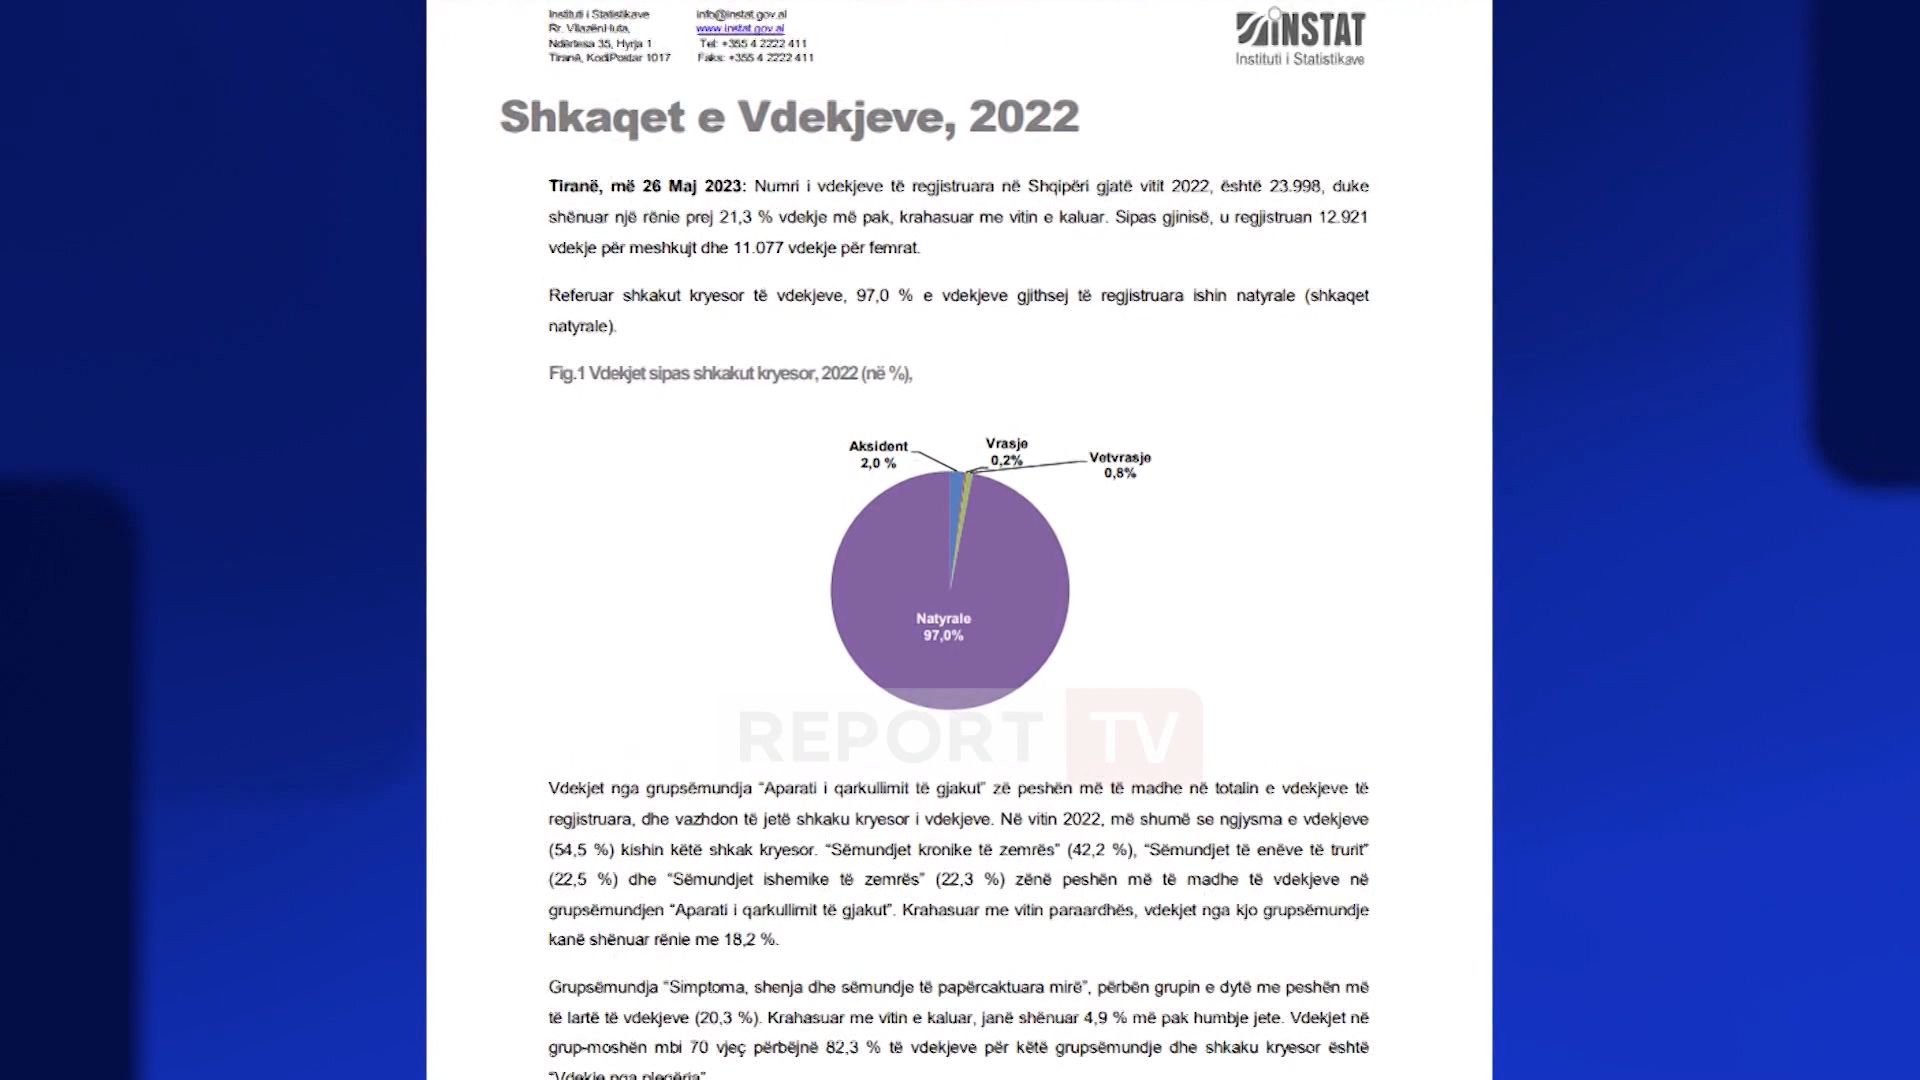 Instituti i Statistikave
Rr. Vllazën Huta,
Ndërtesa 35, Hyrja 1
Tiranë, KodiPostar 1017
info@instat.gov.al
www.instat.gov.al
Tel: +355 4 2222 411
Faks: +355 4 2222 411
INSTAT
Instituti i Statistikave
Shkaqet e Vdekjeve, 2022
Tiranë, më 26 Maj 2023: Numri i vdekjeve të regjistruara në Shqipëri gjatë vitit 2022, është 23.998, duke
shënuar një rënie prej 21,3 % vdekje më pak, krahasuar me vitin e kaluar. Sipas gjinisë, u regjistruan 12.921
vdekje për meshkujt dhe 11.077 vdekje për femrat.
Referuar shkakut kryesor të vdekjeve, 97,0 % e vdekjeve gjithsej të regjistruara ishin natyrale (shkaqet
natyrale).
Fig.1 Vdekjet sipas shkakut kryesor, 2022 (në %),
Aksident
2,0 %
Vrasje
0,2%
Vetvrasje
0,8%
Natyrale
97,0%
REPORT TV
Vdekjet nga grupsëmundja “Aparati i qarkullimit të gjakut” zë peshën më të madhe në totalin e vdekjeve të
regjistruara, dhe vazhdon të jetë shkaku kryesor i vdekjeve. Në vitin 2022, më shumë se ngjysma e vdekjeve
(54,5 %) kishin këtë shkak kryesor. “Sëmundjet kronike të zemrës” (42,2 %), “Sëmundjet të enëve të trurit”
(22,5 %) dhe “Sëmundjet ishemike të zemrës” (22,3 %) zënë peshën më të madhe të vdekjeve në
grupsëmundjen “Aparati i qarkullimit të gjakut”. Krahasuar me vitin paraardhës, vdekjet nga kjo grupsëmundje
kanë shënuar rënie me 18,2 %.
Grupsëmundja “Simptoma, shenja dhe sëmundje të papërcaktuara mirë”, përbën grupin e dytë me peshën më
të lartë të vdekjeve (20,3 %). Krahasuar me vitin e kaluar, janë shënuar 4,9 % më pak humbje jete. Vdekjet në
grup-moshën mbi 70 vjeç përbëjnë 82,3 % të vdekjeve për këtë grupsëmundje dhe shkaku kryesor është
“Vdekje nga pleqëria”.